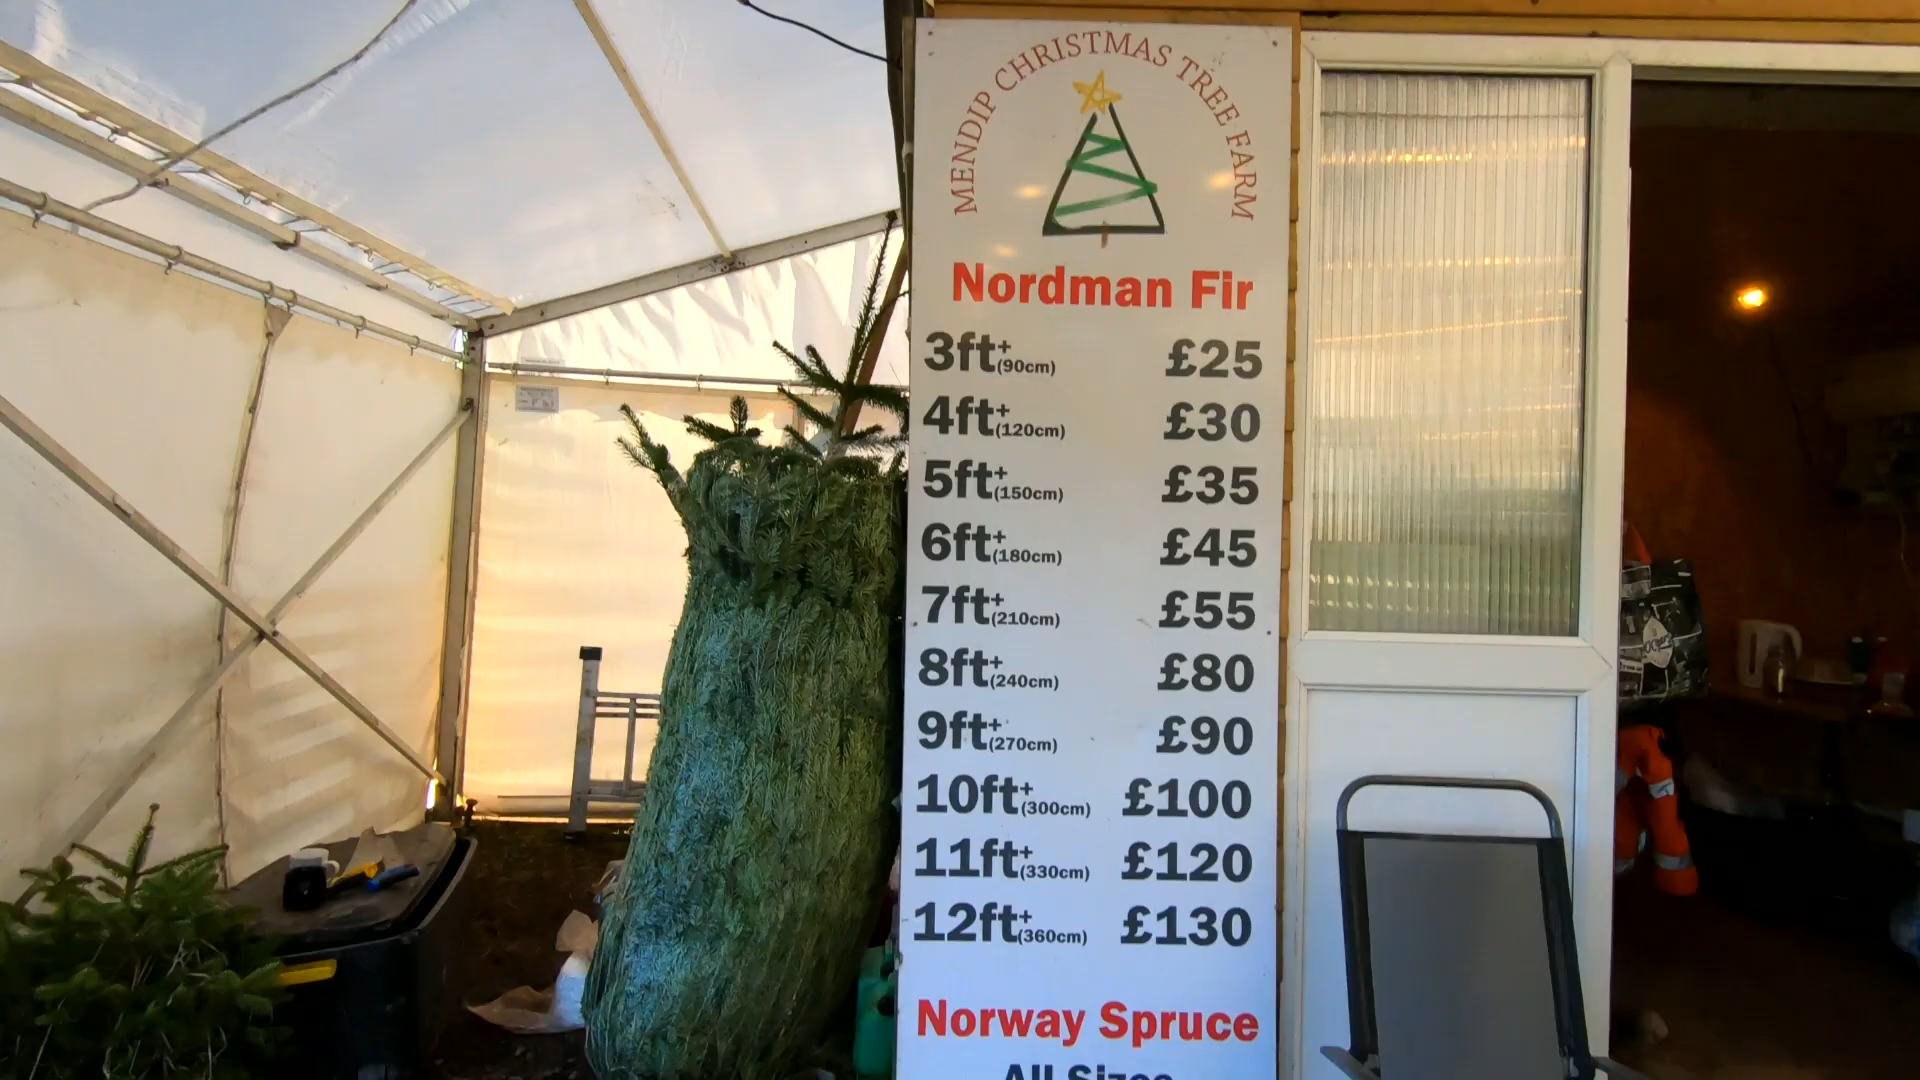 MENDIP CHRISTMAS TREE FARM
Nordman Fir
3ft+(90cm) £25
4ft+(120cm) £30
5ft+(150cm) £35
6ft+(180cm) £45
7ft+(210cm) £55
8ft+(240cm) £80
9ft+(270cm) £90
10ft+(300cm) £100
11ft+(330cm) £120
12ft+(360cm) £130
Norway Spruce
All Sizes